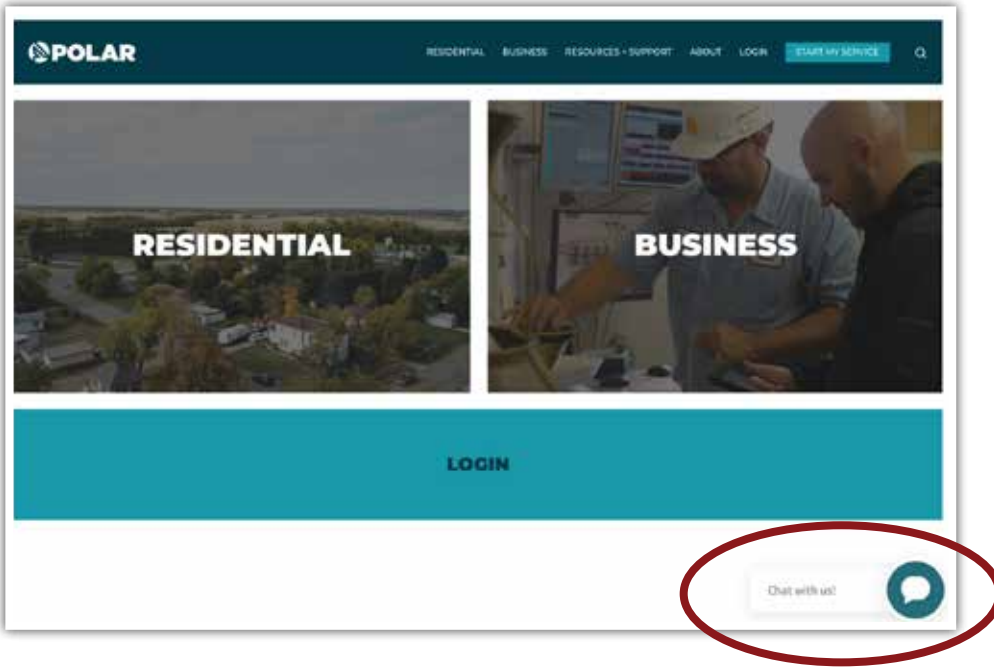 POLAR
RESIDENTIAL BUSINESS RESOURCES + SUPPORT ABOUT LOGIN START MY SERVICE
RESIDENTIAL
BUSINESS
LOGIN
Chat with us!